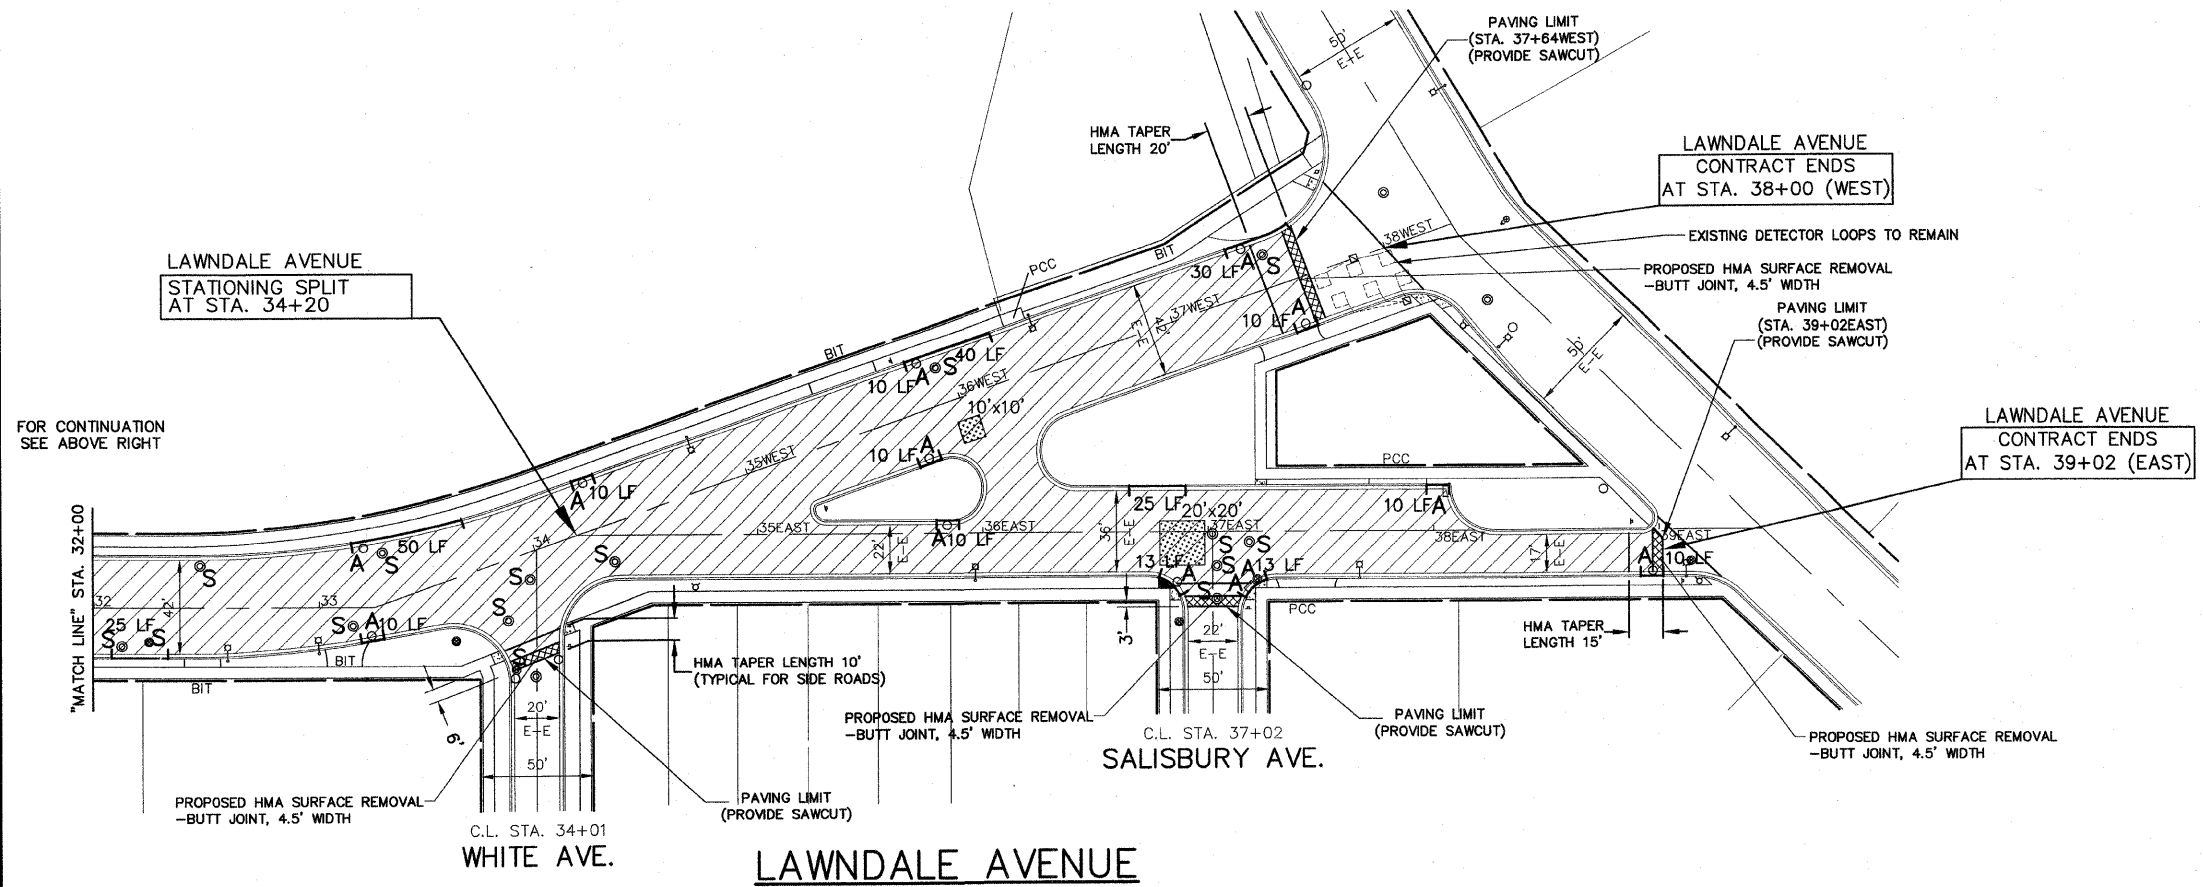 PAVING LIMIT
(STA. 37+64WEST)
(PROVIDE SAWCUT)
50'
E-E
HMA TAPER
LENGTH 20'
LAWNDALE AVENUE
CONTRACT ENDS
AT STA. 38+00 (WEST)
38WEST
EXISTING DETECTOR LOOPS TO REMAIN
PROPOSED HMA SURFACE REMOVAL
-BUTT JOINT, 4.5' WIDTH
PAVING LIMIT
(STA. 39+02EAST)
(PROVIDE SAWCUT)
LAWNDALE AVENUE
STATIONING SPLIT
AT STA. 34+20
BIT
PCC
BIT
30 LF
A
S
37WEST
10 LF
A
42'
E-E
50'
E-E
40 LF
10 LF
A
S
36WEST
10'x10'
FOR CONTINUATION
SEE ABOVE RIGHT
LAWNDALE AVENUE
CONTRACT ENDS
AT STA. 39+02 (EAST)
10 LF
A
35WEST
PCC
10 LF
A
25 LF
10 LF
A
20'x20'
"MATCH LINE" STA. 32+00
50 LF
A
S
34
35EAST
36EAST
37EAST
38EAST
39EAST
A
10 LF
22'
E-E
36'
E-E
17'
E-E
S
S
S
S
S
S
13 LF
A
13 LF
A
S
A
10 LF
32
33
42'
25 LF
S
S
S
A
10 LF
S
BIT
BIT
PCC
S
3'
22'
E-E
50'
HMA TAPER
LENGTH 15'
HMA TAPER LENGTH 10'
(TYPICAL FOR SIDE ROADS)
6'
20'
E-E
50'
PROPOSED HMA SURFACE REMOVAL
-BUTT JOINT, 4.5' WIDTH
C.L. STA. 37+02
SALISBURY AVE.
PAVING LIMIT
(PROVIDE SAWCUT)
PROPOSED HMA SURFACE REMOVAL
-BUTT JOINT, 4.5' WIDTH
PROPOSED HMA SURFACE REMOVAL
-BUTT JOINT, 4.5' WIDTH
PAVING LIMIT
(PROVIDE SAWCUT)
C.L. STA. 34+01
WHITE AVE.
LAWNDALE AVENUE